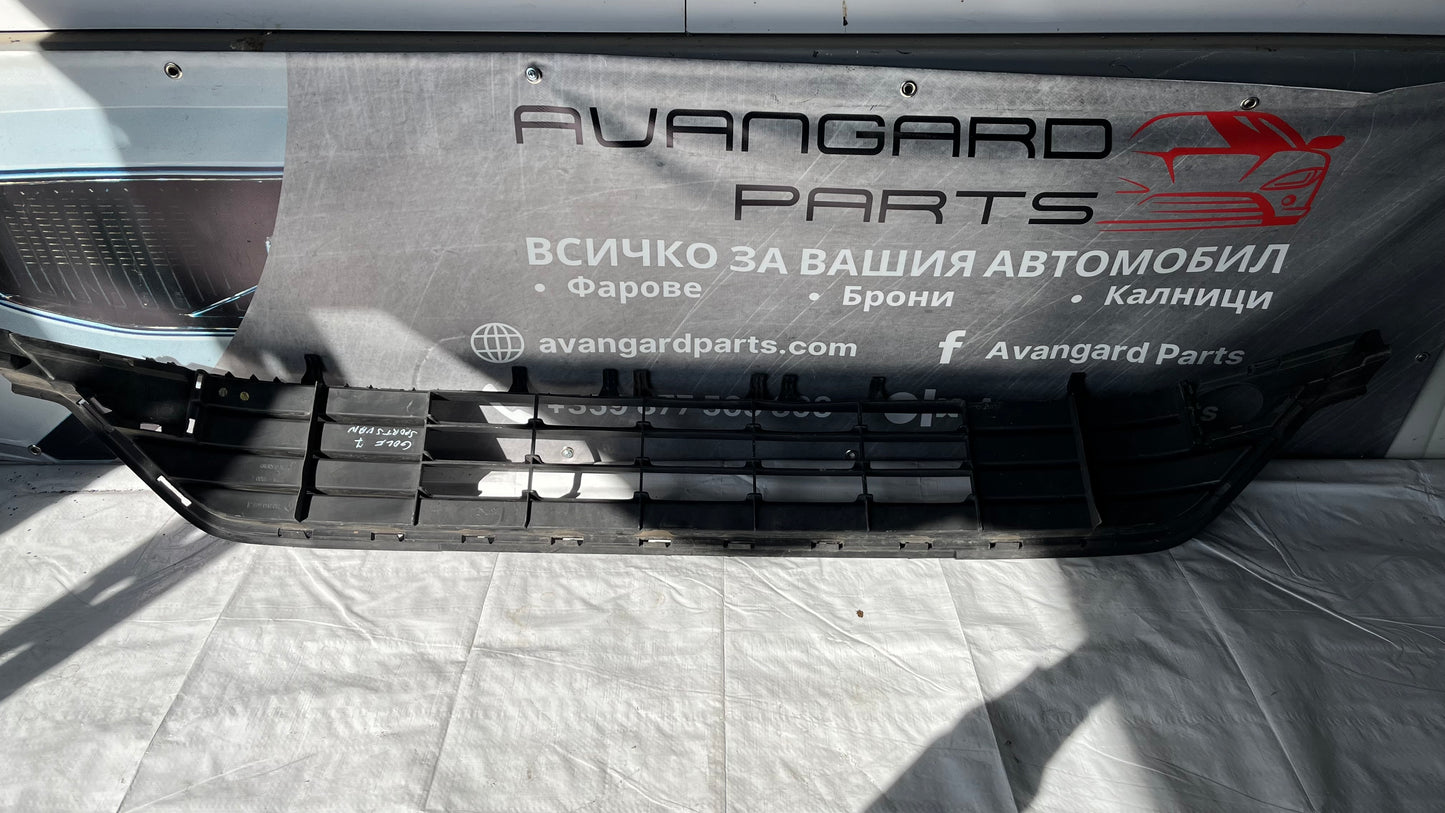 AVANGARD
PARTS
ВСИЧКО ЗА ВАШИЯ АВТОМОБИЛ
• Фарове • Брони • Калници
avangardparts.com
f Avangard Parts
GOLF 7
SPORTSVAN